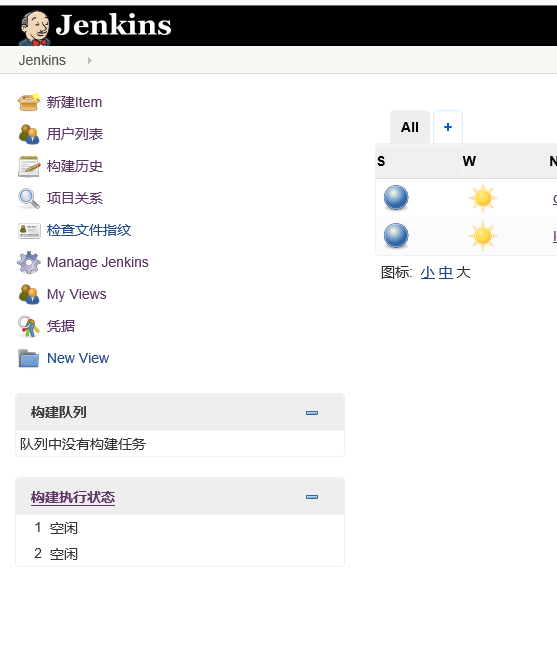 Jenkins
Jenkins
新建Item
用户列表
构建历史
项目关系
检查文件指纹
Manage Jenkins
My Views
凭据
New View
构建队列
队列中没有构建任务
构建执行状态
1 空闲
2 空闲
All +
S W
图标: 小 中 大